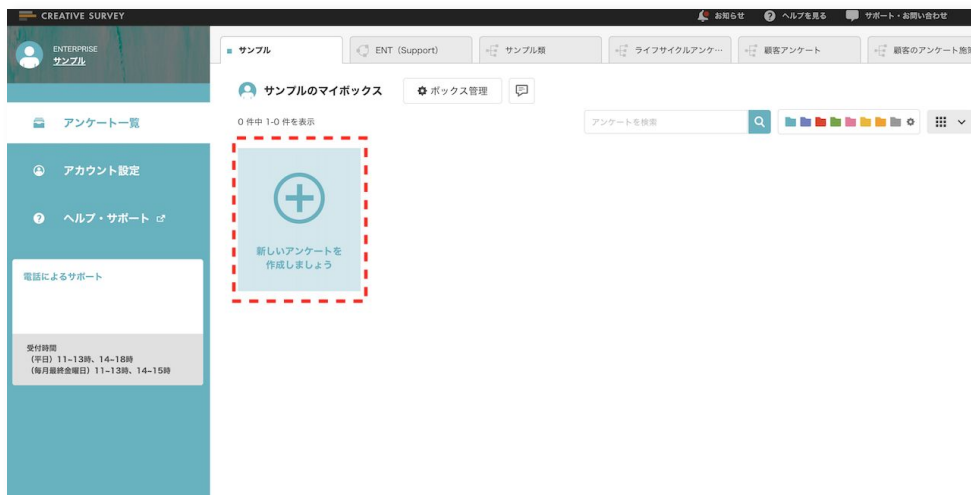 CREATIVE SURVEY
お知らせ
ヘルプを見る
サポート・お問い合わせ
ENTERPRISE
サンプル
サンプル
ENT (Support)
サンプル類
ライフサイクルアンケ…
顧客アンケート
顧客のアンケート施策
サンプルのマイボックス
ボックス管理
アンケート一覧
0 件中 1-0 件を表示
アンケートを検索
アカウント設定
ヘルプ・サポート
新しいアンケートを
作成しましょう
電話によるサポート
受付時間
(平日) 11~13時、14~18時
(毎月最終金曜日) 11~13時、14~15時